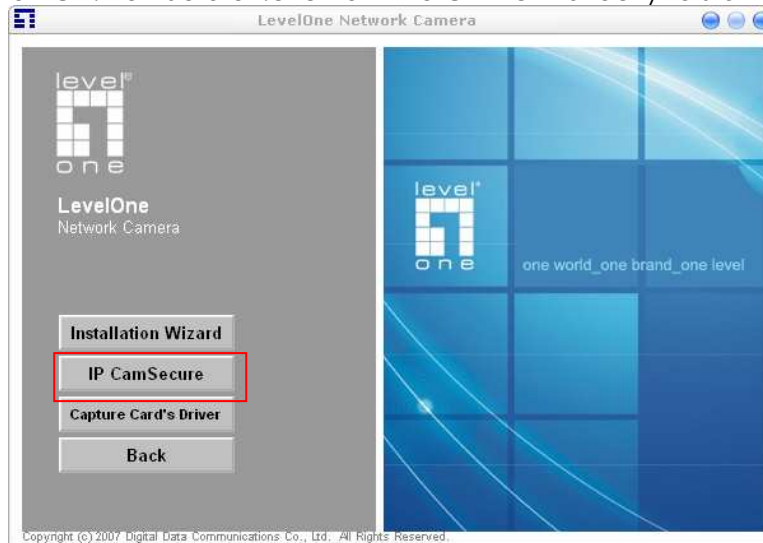 LevelOne Network Camera
level®
one
LevelOne
Network Camera
Installation Wizard
IP CamSecure
Capture Card's Driver
Back
level®
one
one world_one brand_one level
Copyright (c) 2007 Digital Data Communications Co., Ltd. All Rights Reserved.